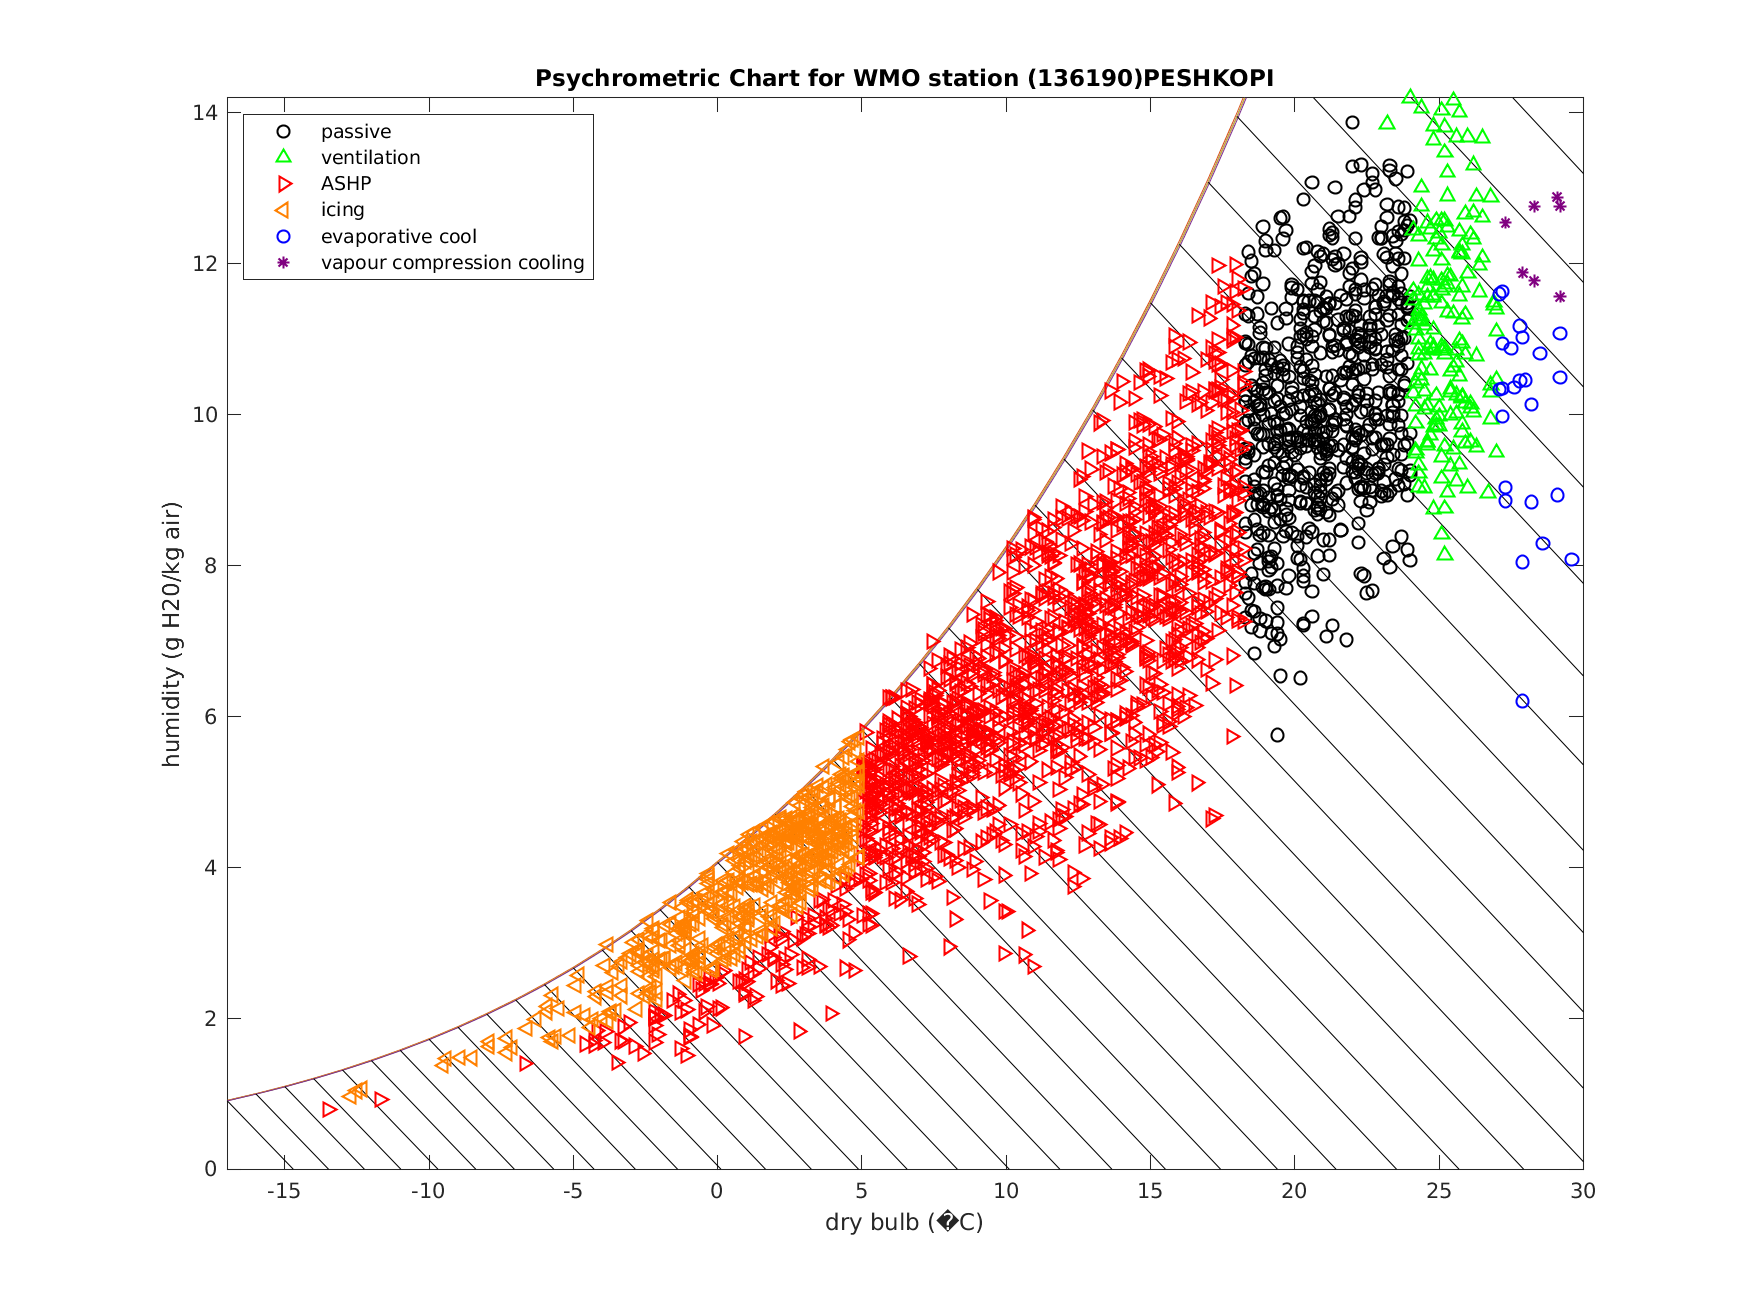 Psychrometric Chart for WMO station (136190)PESHKOPI
14
12
10
8
6
4
2
0
humidity (g H20/kg air)
passive
ventilation
ASHP
icing
evaporative cool
vapour compression cooling
-15 -10 -5 0 5 10 15 20 25 30
dry bulb (�C)